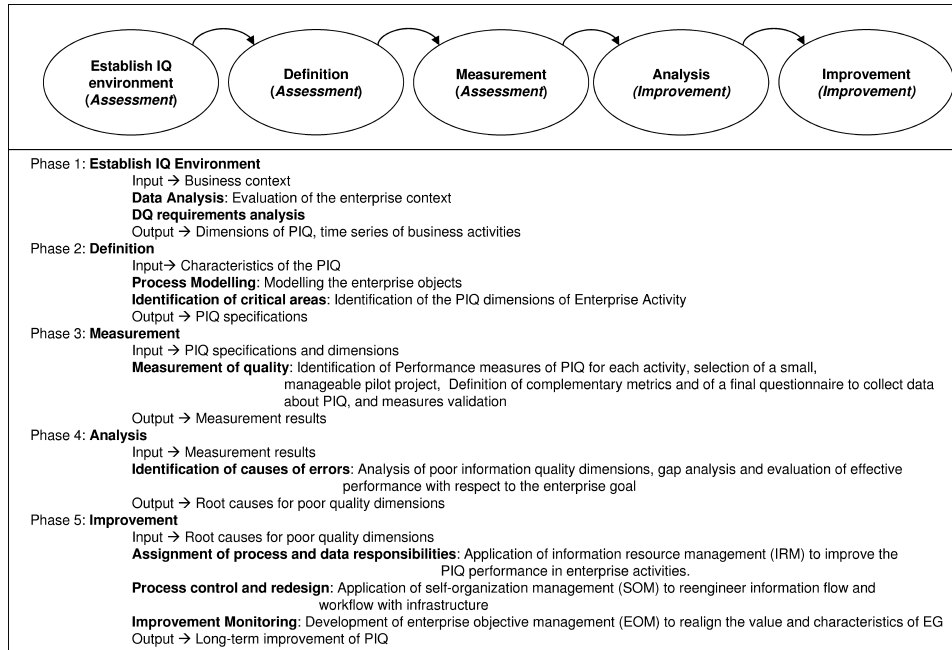 Establish IQ
environment
(Assessment)
Definition
(Assessment)
Measurement
(Assessment)
Analysis
(Improvement)
Improvement
(Improvement)
Phase 1: Establish IQ Environment
Input → Business context
Data Analysis: Evaluation of the enterprise context
DQ requirements analysis
Output → Dimensions of PIQ, time series of business activities
Phase 2: Definition
Input→ Characteristics of the PIQ
Process Modelling: Modelling the enterprise objects
Identification of critical areas: Identification of the PIQ dimensions of Enterprise Activity
Output → PIQ specifications
Phase 3: Measurement
Input → PIQ specifications and dimensions
Measurement of quality: Identification of Performance measures of PIQ for each activity, selection of a small,
manageable pilot project, Definition of complementary metrics and of a final questionnaire to collect data
about PIQ, and measures validation
Output → Measurement results
Phase 4: Analysis
Input → Measurement results
Identification of causes of errors: Analysis of poor information quality dimensions, gap analysis and evaluation of effective
performance with respect to the enterprise goal
Output → Root causes for poor quality dimensions
Phase 5: Improvement
Input → Root causes for poor quality dimensions
Assignment of process and data responsibilities: Application of information resource management (IRM) to improve the
PIQ performance in enterprise activities.
Process control and redesign: Application of self-organization management (SOM) to reengineer information flow and
workflow with infrastructure
Improvement Monitoring: Development of enterprise objective management (EOM) to realign the value and characteristics of EG
Output → Long-term improvement of PIQ